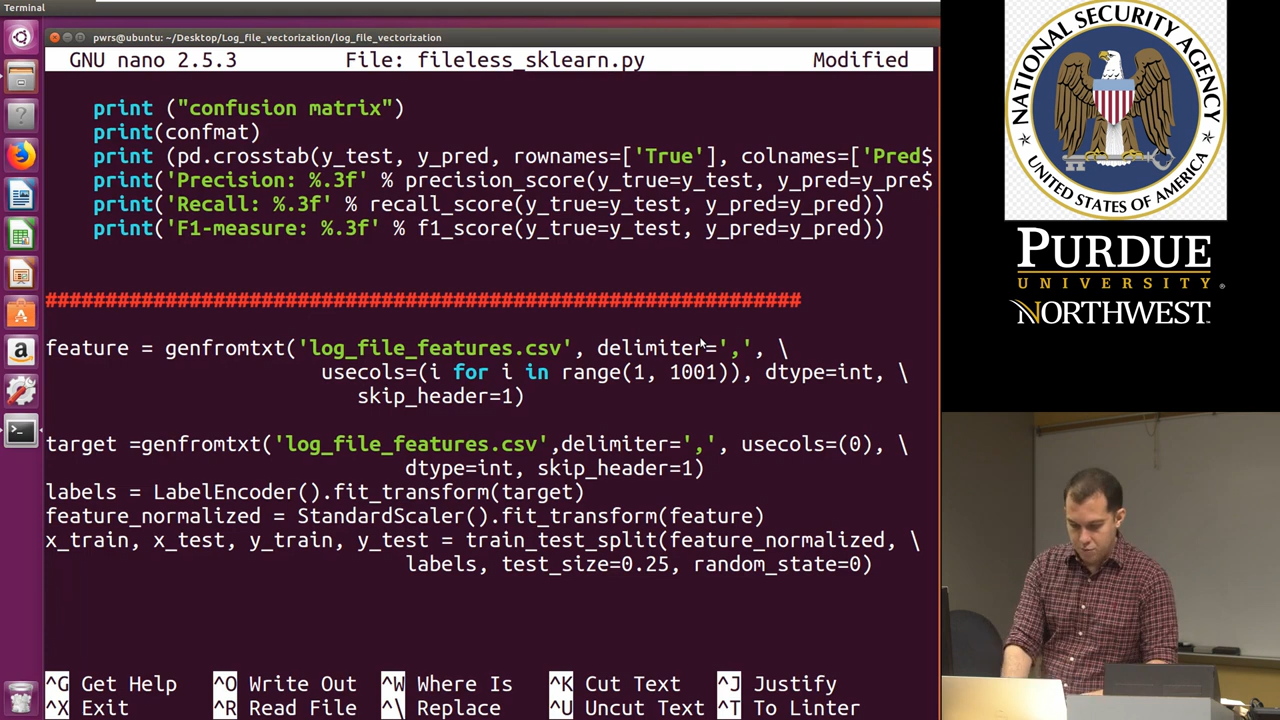 Terminal
pwrs@ubuntu: ~/Desktop/Log_file_vectorization/log_file_vectorization
GNU nano 2.5.3 File: fileless_sklearn.py Modified
print ("confusion matrix")
print(confmat)
print (pd.crosstab(y_test, y_pred, rownames=['True'], colnames=['Pred$
print('Precision: %.3f' % precision_score(y_true=y_test, y_pred=y_pre$
print('Recall: %.3f' % recall_score(y_true=y_test, y_pred=y_pred))
print('F1-measure: %.3f' % f1_score(y_true=y_test, y_pred=y_pred))
###############################################################
feature = genfromtxt('log_file_features.csv', delimiter=',', \
usecols=(i for i in range(1, 1001)), dtype=int, \
skip_header=1)
target =genfromtxt('log_file_features.csv',delimiter=',', usecols=(0), \
dtype=int, skip_header=1)
labels = LabelEncoder().fit_transform(target)
feature_normalized = StandardScaler().fit_transform(feature)
x_train, x_test, y_train, y_test = train_test_split(feature_normalized, \
labels, test_size=0.25, random_state=0)
^G Get Help ^O Write Out ^W Where Is ^K Cut Text ^J Justify
^X Exit ^R Read File ^\ Replace ^U Uncut Text ^T To Linter
NATIONAL SECURITY AGENCY
UNITED STATES OF AMERICA
PURDUE
UNIVERSITY®
NORTHWEST™